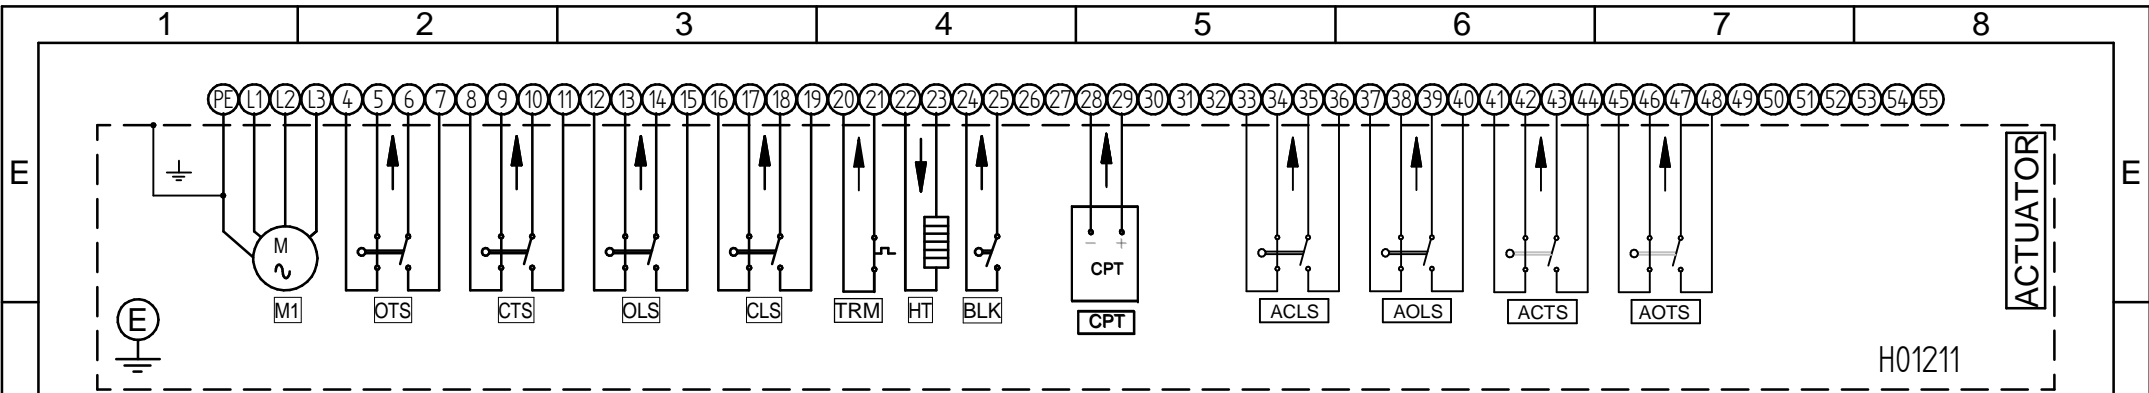 1 2 3 4 5 6 7 8
PE L1 L2 L3 4 5 6 7 8 9 10 11 12 13 14 15 16 17 18 19 20 21 22 23 24 25 26 27 28 29 30 31 32 33 34 35 36 37 38 39 40 41 42 43 44 45 46 47 48 49 50 51 52 53 54 55
E E
ACTUATOR
M
- +
CPT
M1 OTS CTS OLS CLS TRM HT BLK CPT ACLS AOLS ACTS AOTS
E
H01211